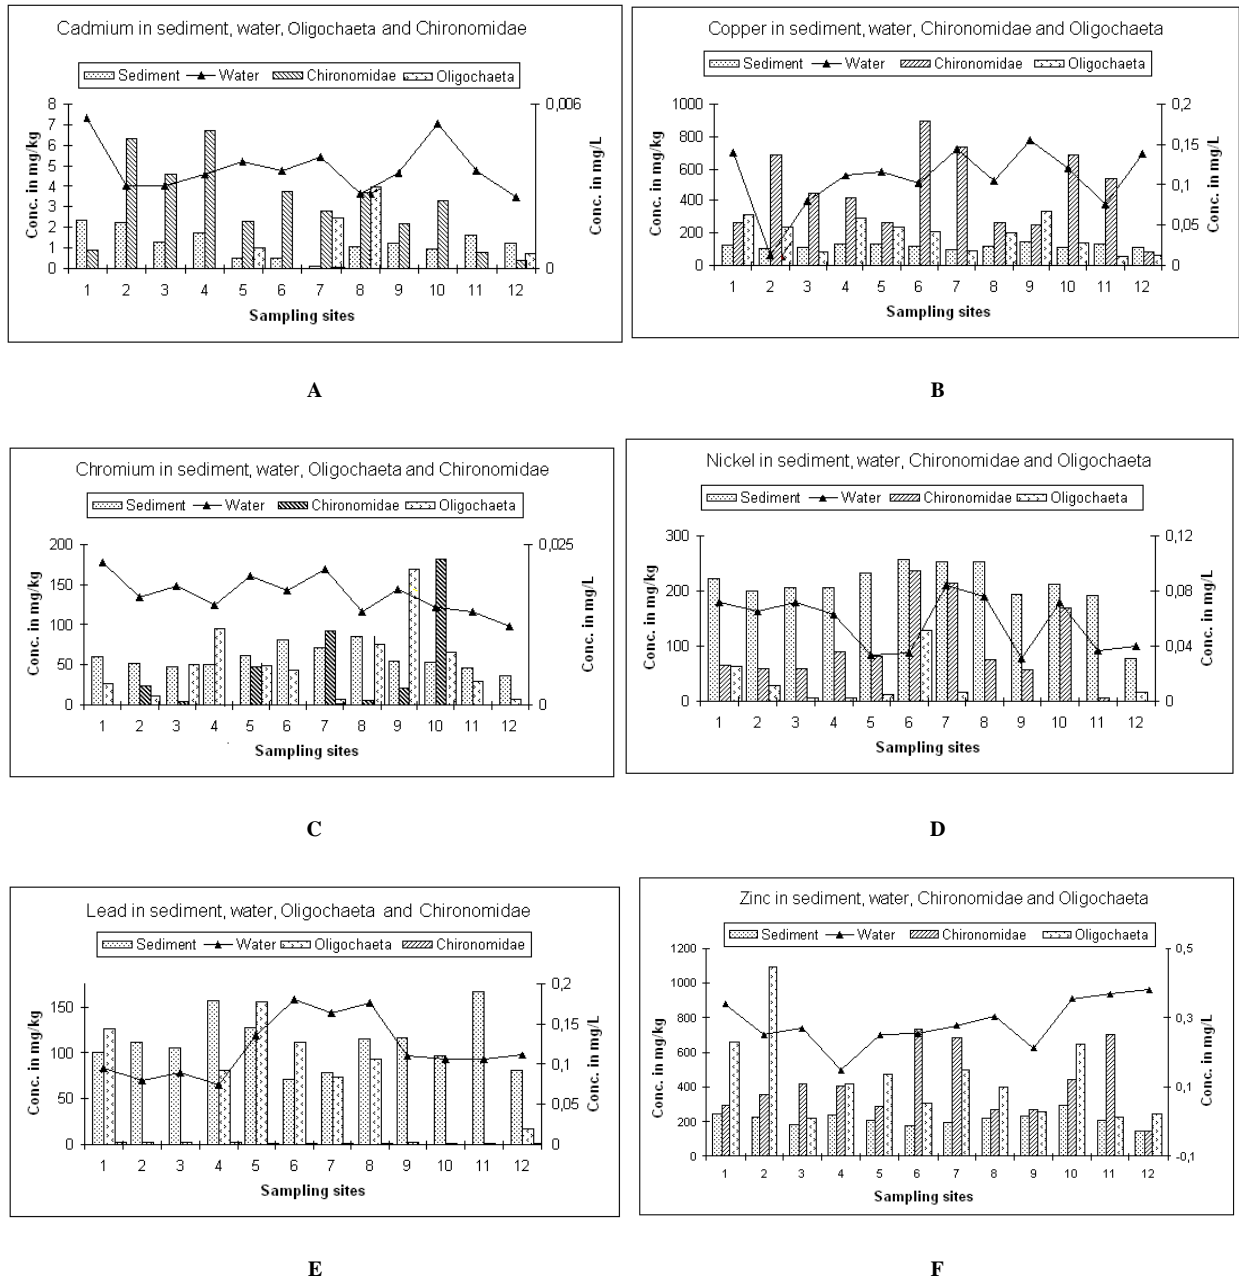 Cadmium in sediment, water, Oligochaeta and Chironomidae
Sediment Water Chironomidae Oligochaeta
Conc. in mg/kg
8
7
6
5
4
3
2
1
0
0,006
0
Conc. in mg/L
1 2 3 4 5 6 7 8 9 10 11 12
Sampling sites
A
Copper in sediment, water, Chironomidae and Oligochaeta
Sediment Water Chironomidae Oligochaeta
Conc. in mg/kg
1000
800
600
400
200
0
0,2
0,15
0,1
0,05
0
Conc. in mg/L
1 2 3 4 5 6 7 8 9 10 11 12
Sampling sites
B
Chromium in sediment, water, Oligochaeta and Chironomidae
Sediment Water Chironomidae Oligochaeta
Conc. in mg/kg
200
150
100
50
0
0,025
0
Conc. in mg/L
1 2 3 4 5 6 7 8 9 10 11 12
Sampling sites
C
Nickel in sediment, water, Chironomidae and Oligochaeta
Sediment Water Chironomidae Oligochaeta
Conc. in mg/kg
300
200
100
0
0,12
0,08
0,04
0
Conc. in mg/L
1 2 3 4 5 6 7 8 9 10 11 12
Sampling sites
D
Lead in sediment, water, Oligochaeta and Chironomidae
Sediment Water Oligochaeta Chironomidae
Conc. in mg/kg
150
100
50
0
0,2
0,15
0,1
0,05
0
Conc. in mg/L
1 2 3 4 5 6 7 8 9 10 11 12
Sampling sites
E
Zinc in sediment, water, Chironomidae and Oligochaeta
Sediment Water Chironomidae Oligochaeta
Conc. in mg/kg
1200
1000
800
600
400
200
0
0,5
0,3
0,1
-0,1
Conc. in mg/L
1 2 3 4 5 6 7 8 9 10 11 12
Sampling sites
F